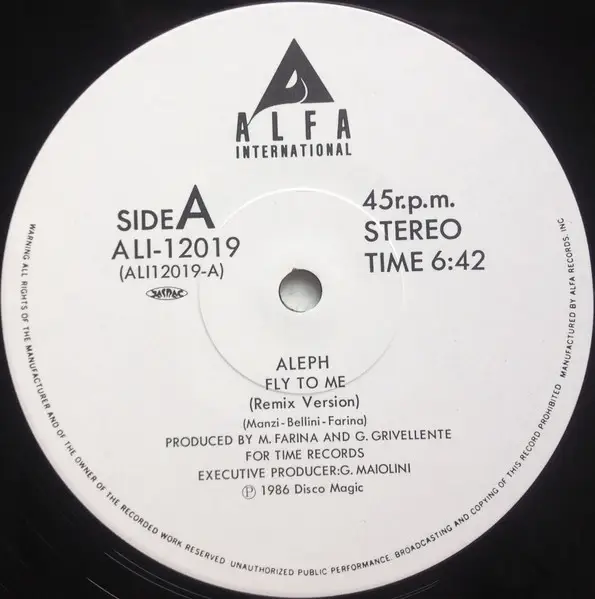 ALFA
INTERNATIONAL
SIDE A
ALI-12019
(ALI12019-A)
JASRAC
45r.p.m.
STEREO
TIME 6:42
ALEPH
FLY TO ME
(Remix Version)
(Manzi-Bellini-Farina)
PRODUCED BY M. FARINA AND G. GRIVELLENTE
FOR TIME RECORDS
EXECUTIVE PRODUCER:G. MAIOLINI
Ⓟ 1986 Disco Magic
WARNING ALL RIGHTS OF THE MANUFACTURER AND OF THE OWNER OF THE RECORDED WORK RESERVED UNAUTHORIZED PUBLIC PERFORMANCE, BROADCASTING AND COPYING OF THIS RECORD PROHIBITED MANUFACTURED BY ALFA RECORDS, INC